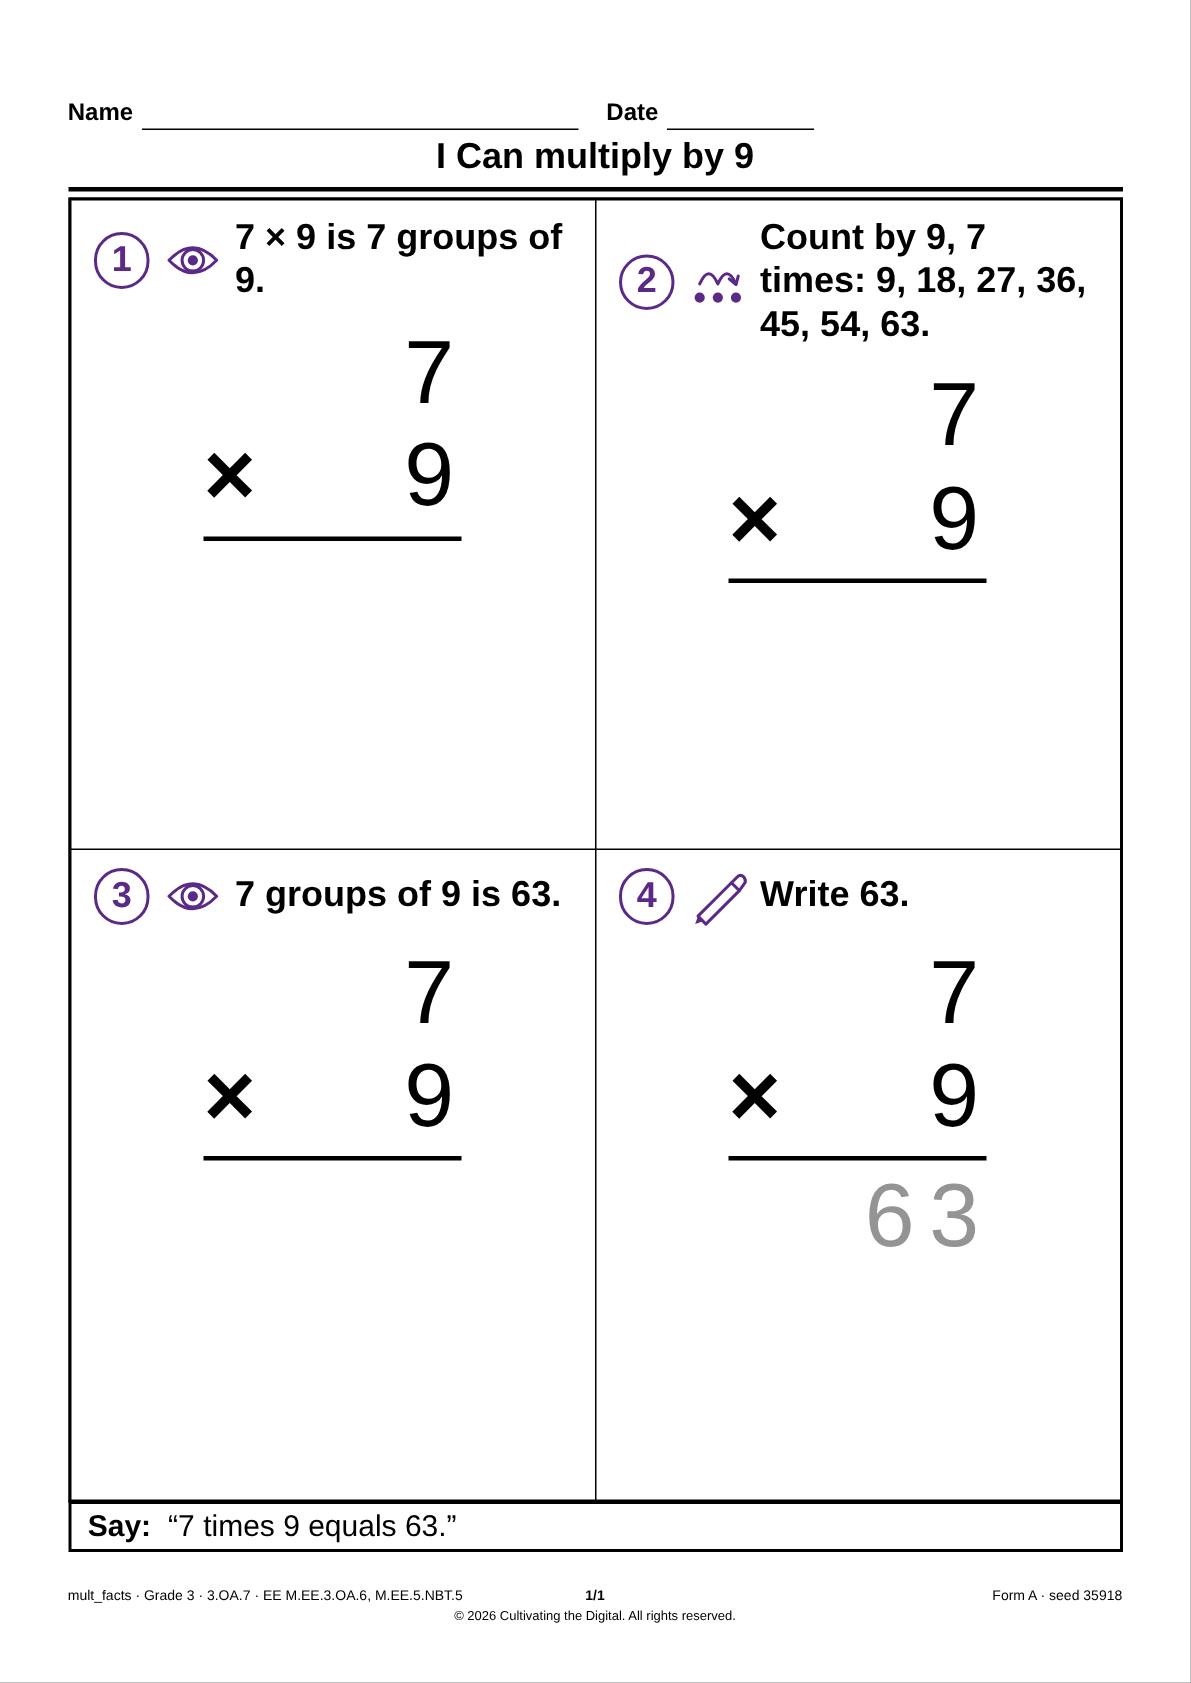 Name Date
I Can multiply by 9
1 7 × 9 is 7 groups of
9.
7
× 9
2 Count by 9, 7
times: 9, 18, 27, 36,
45, 54, 63.
7
× 9
3 7 groups of 9 is 63.
7
× 9
4 Write 63.
7
× 9
63
Say: “7 times 9 equals 63.”
mult_facts · Grade 3 · 3.OA.7 · EE M.EE.3.OA.6, M.EE.5.NBT.5 1/1 Form A · seed 35918
© 2026 Cultivating the Digital. All rights reserved.